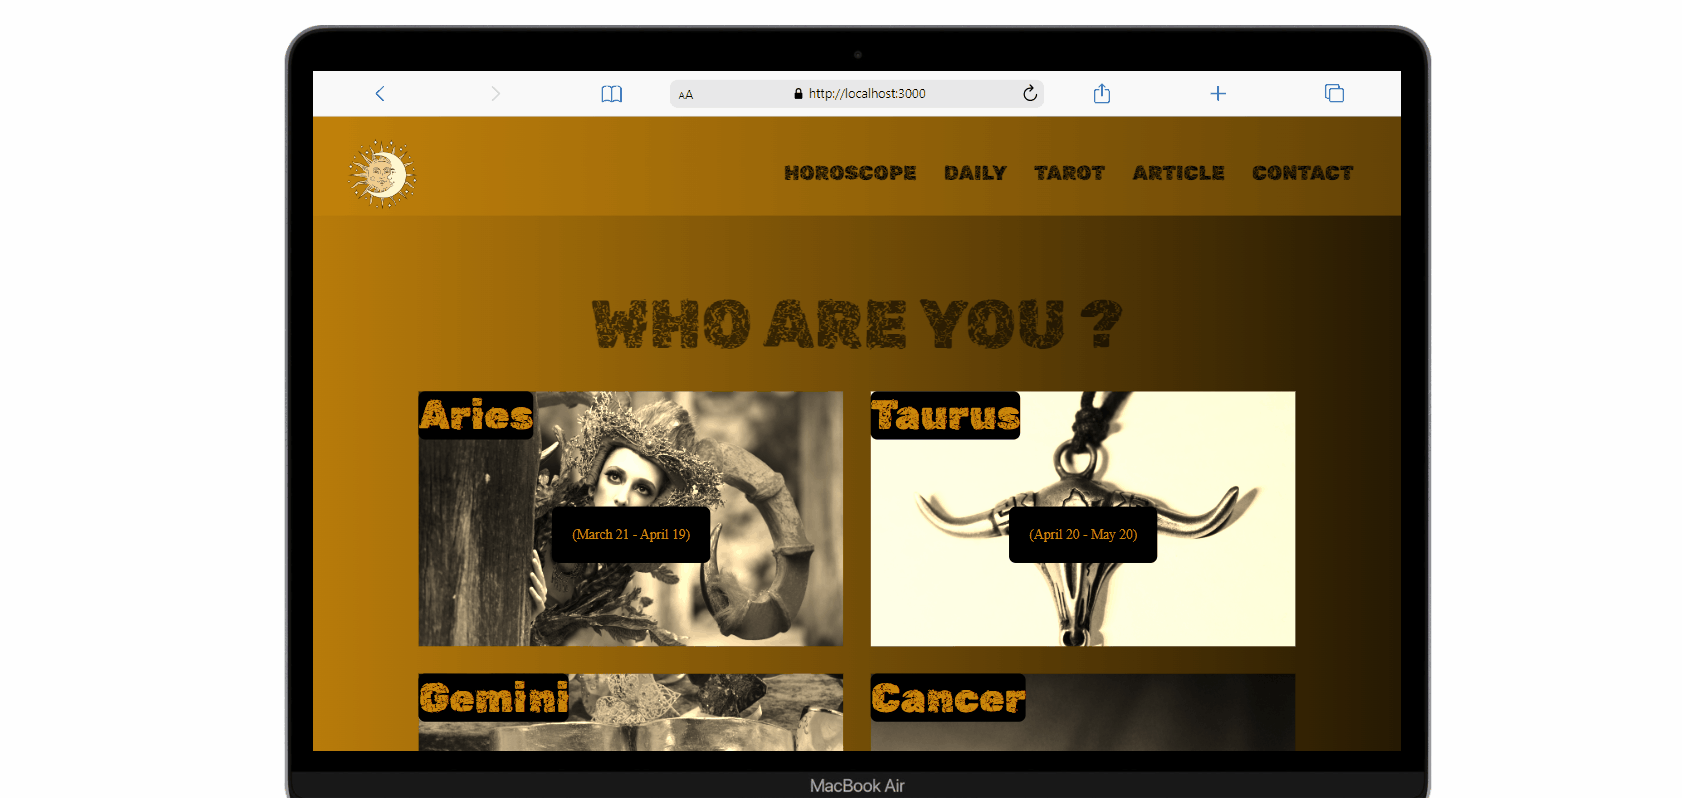 AA http://localhost:3000
HOROSCOPE DAILY TAROT ARTICLE CONTACT
WHO ARE YOU ?
Aries
Taurus
(March 21 - April 19)
(April 20 - May 20)
Gemini
Cancer
MacBook Air